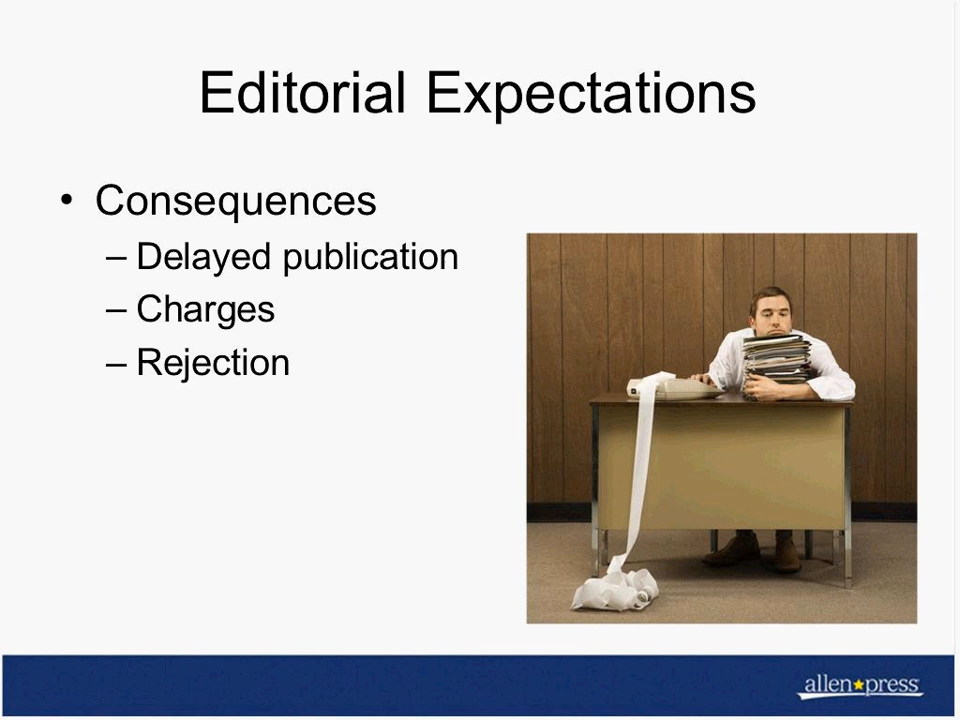 Editorial Expectations
• Consequences
– Delayed publication
– Charges
– Rejection
allen★press